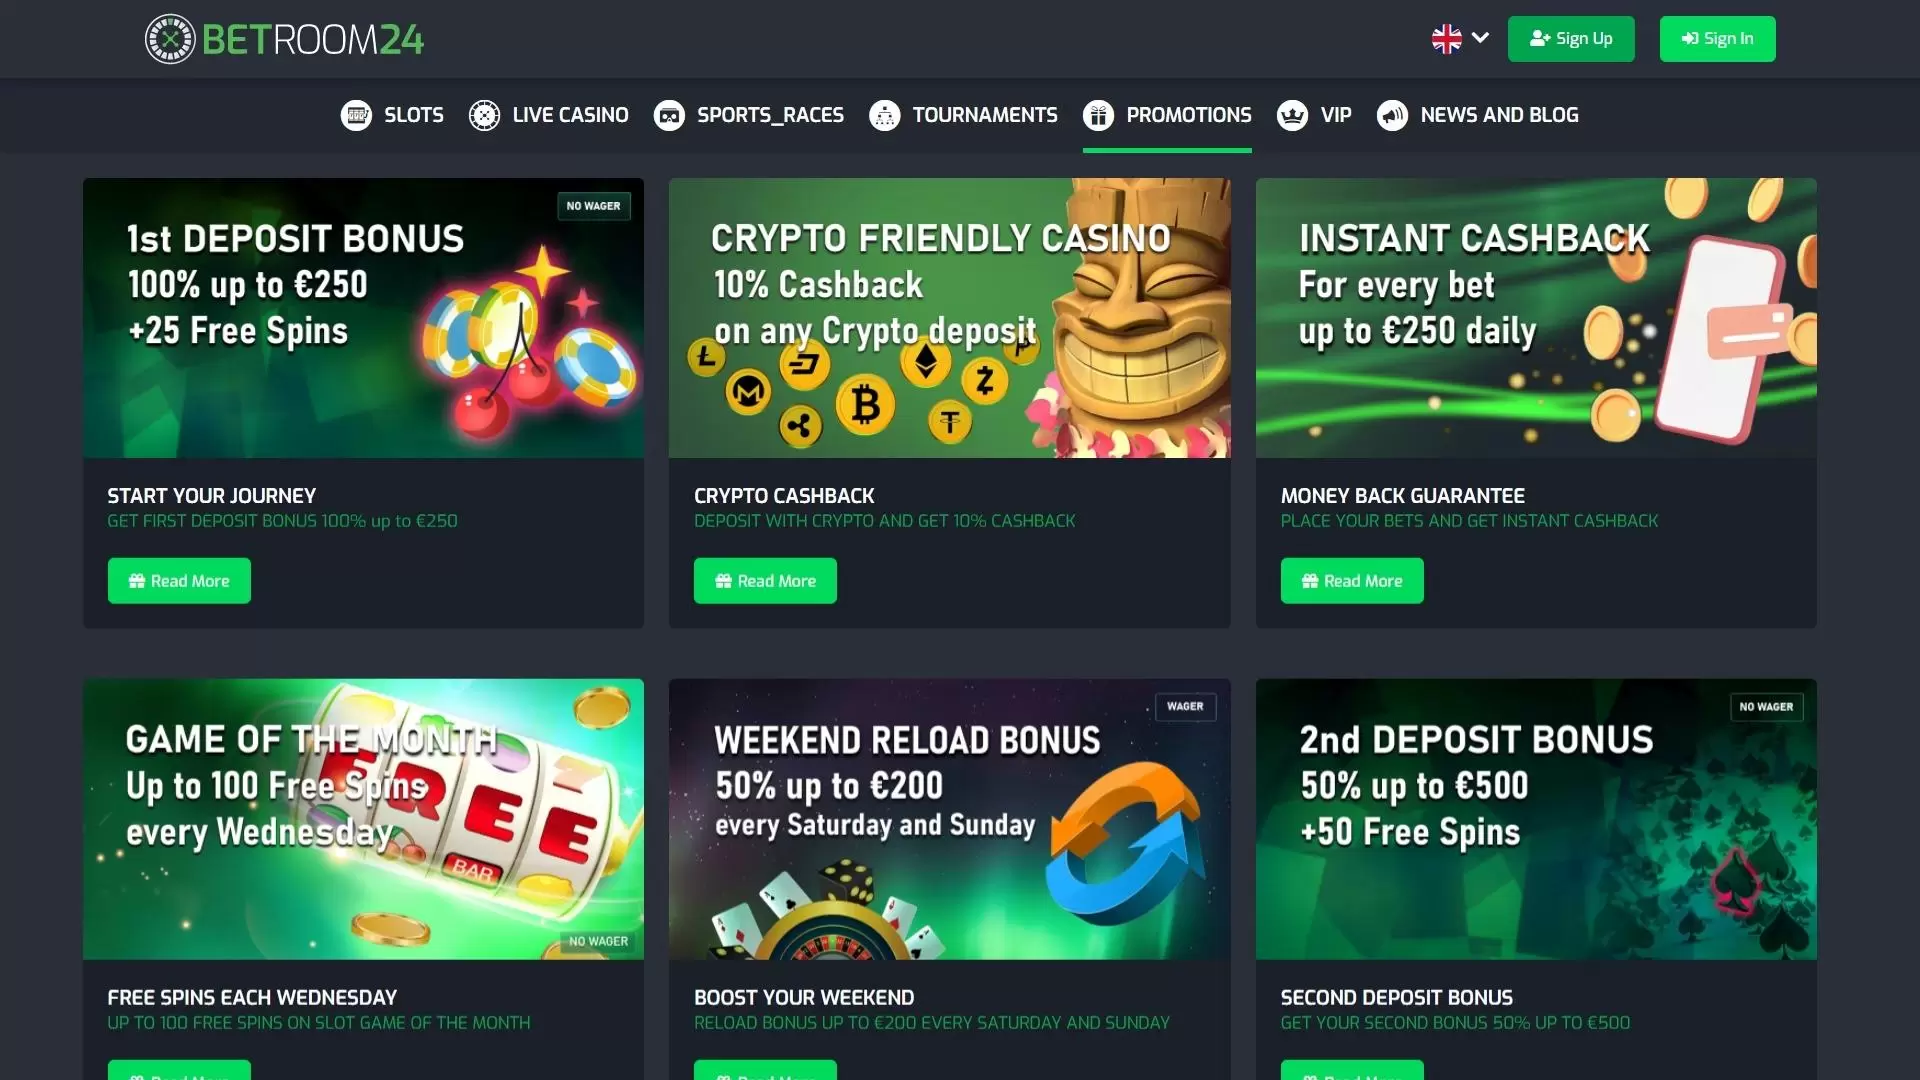 BETROOM24
Sign Up
Sign In
SLOTS
LIVE CASINO
SPORTS_RACES
TOURNAMENTS
PROMOTIONS
VIP
NEWS AND BLOG
NO WAGER
1st DEPOSIT BONUS
100% up to €250
+25 Free Spins
START YOUR JOURNEY
GET FIRST DEPOSIT BONUS 100% up to €250
Read More
CRYPTO FRIENDLY CASINO
10% Cashback
on any Crypto deposit
CRYPTO CASHBACK
DEPOSIT WITH CRYPTO AND GET 10% CASHBACK
Read More
INSTANT CASHBACK
For every bet
up to €250 daily
MONEY BACK GUARANTEE
PLACE YOUR BETS AND GET INSTANT CASHBACK
Read More
GAME OF THE MONTH
Up to 100 Free Spins
every Wednesday
FREE
BAR
NO WAGER
FREE SPINS EACH WEDNESDAY
UP TO 100 FREE SPINS ON SLOT GAME OF THE MONTH
Read More
WAGER
WEEKEND RELOAD BONUS
50% up to €200
every Saturday and Sunday
BOOST YOUR WEEKEND
RELOAD BONUS UP TO €200 EVERY SATURDAY AND SUNDAY
Read More
NO WAGER
2nd DEPOSIT BONUS
50% up to €500
+50 Free Spins
SECOND DEPOSIT BONUS
GET YOUR SECOND BONUS 50% UP TO €500
Read More